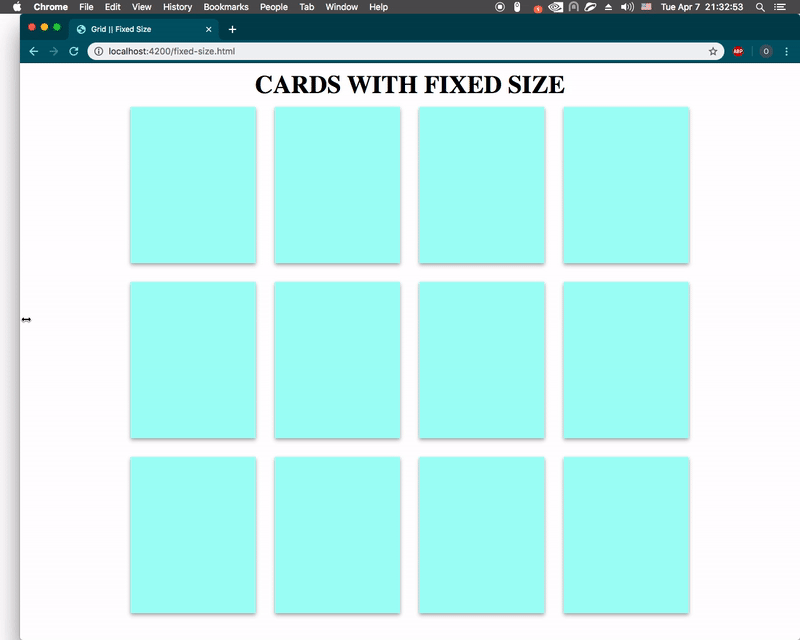 Chrome File Edit View History Bookmarks People Tab Window Help Tue Apr 7 21:32:53
Grid || Fixed Size
localhost:4200/fixed-size.html
ABP
O
CARDS WITH FIXED SIZE